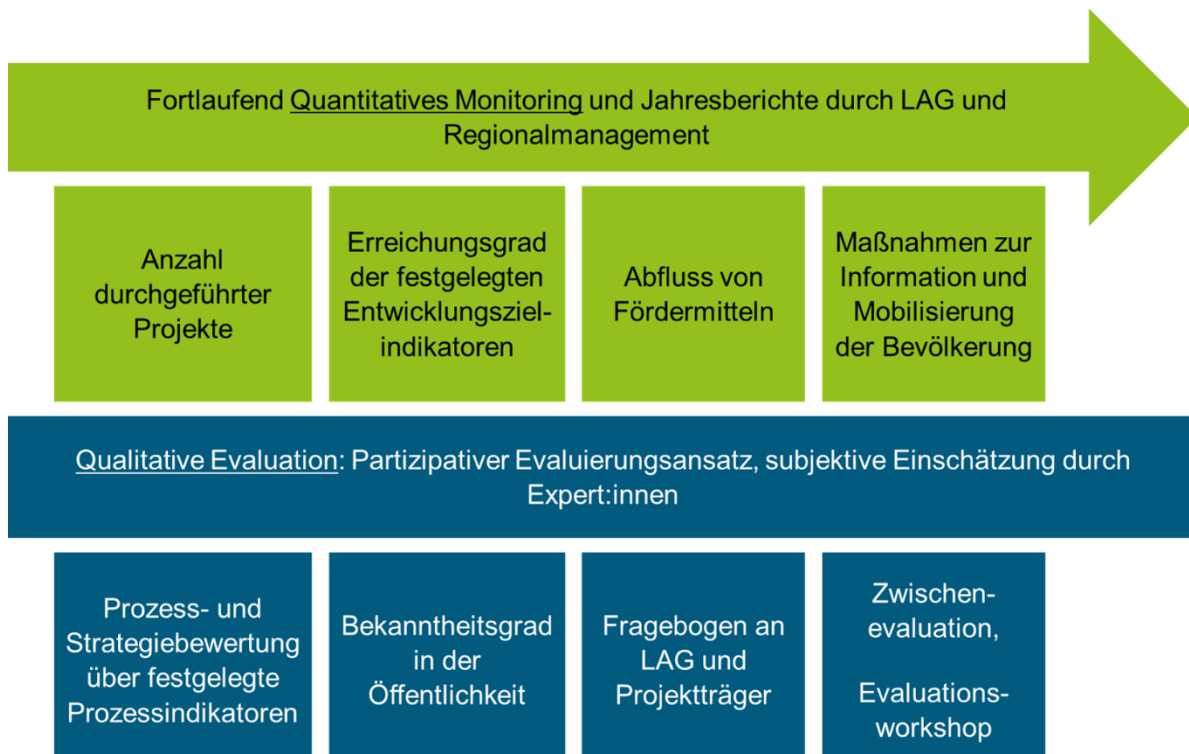 Fortlaufend Quantitatives Monitoring und Jahresberichte durch LAG und
Regionalmanagement
Anzahl
durchgeführter
Projekte
Erreichungsgrad
der festgelegten
Entwicklungsziel-
indikatoren
Abfluss von
Fördermitteln
Maßnahmen zur
Information und
Mobilisierung
der Bevölkerung
Qualitative Evaluation: Partizipativer Evaluierungsansatz, subjektive Einschätzung durch
Expert:innen
Prozess- und
Strategiebewertung
über festgelegte
Prozessindikatoren
Bekanntheitsgrad
in der
Öffentlichkeit
Fragebogen an
LAG und
Projektträger
Zwischen-
evaluation,
Evaluations-
workshop